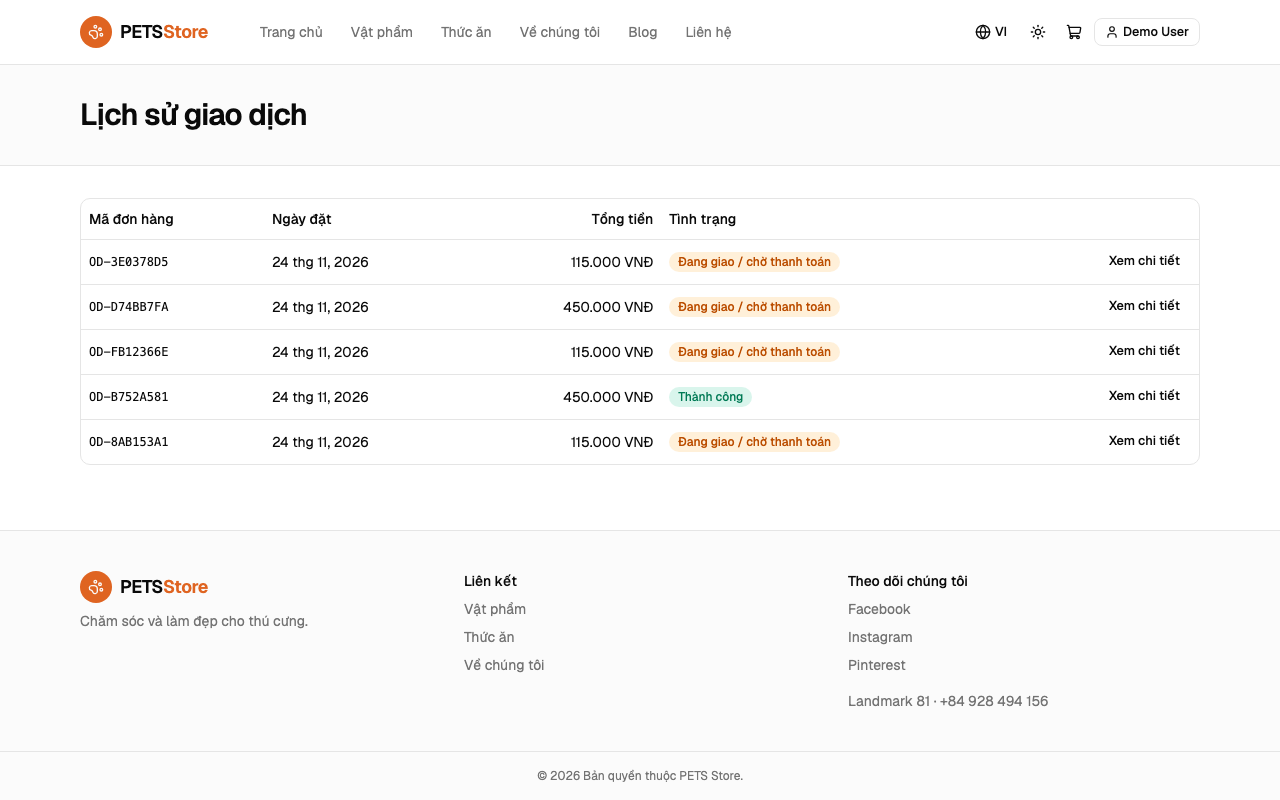 PETSStore Trang chủ Vật phẩm Thức ăn Về chúng tôi Blog Liên hệ VI Demo User
Lịch sử giao dịch
Mã đơn hàng Ngày đặt Tổng tiền Tình trạng
OD-3E0378D5 24 thg 11, 2026 115.000 VNĐ Đang giao / chờ thanh toán Xem chi tiết
OD-D74BB7FA 24 thg 11, 2026 450.000 VNĐ Đang giao / chờ thanh toán Xem chi tiết
OD-FB12366E 24 thg 11, 2026 115.000 VNĐ Đang giao / chờ thanh toán Xem chi tiết
OD-B752A581 24 thg 11, 2026 450.000 VNĐ Thành công Xem chi tiết
OD-8AB153A1 24 thg 11, 2026 115.000 VNĐ Đang giao / chờ thanh toán Xem chi tiết
PETSStore
Chăm sóc và làm đẹp cho thú cưng.
Liên kết
Vật phẩm
Thức ăn
Về chúng tôi
Theo dõi chúng tôi
Facebook
Instagram
Pinterest
Landmark 81 · +84 928 494 156
© 2026 Bản quyền thuộc PETS Store.